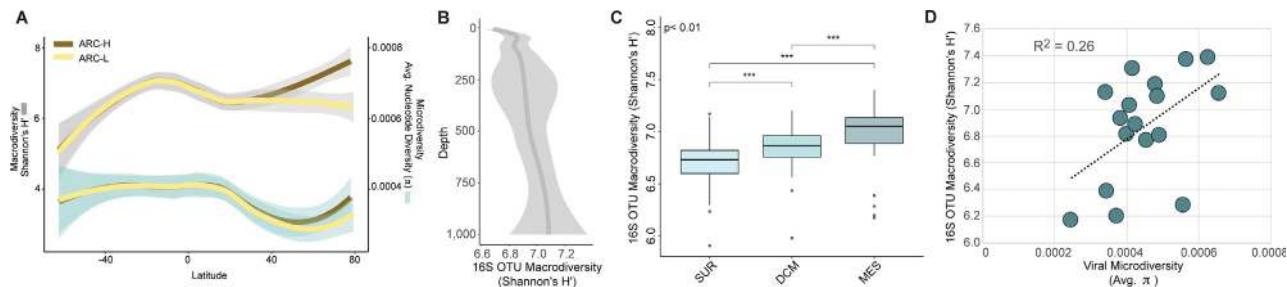 A
ARC-H
ARC-L
8
6
4
Macrodiversity
Shannon's H'
0.0008
0.0006
0.0004
Microdiversity
Avg. Nucleotide Diversity (π)
-40
0
40
80
Latitude
B
0
250
500
750
1,000
Depth
6.6
6.8
7.0
7.2
16S OTU Macrodiversity
(Shannon's H')
C
p< 0.01
***
***
***
8.0
7.5
7.0
6.5
6.0
16S OTU Macrodiversity (Shannon's H')
SUR
DCM
MES
D
R2 = 0.26
8.0
7.8
7.6
7.4
7.2
7.0
6.8
6.6
6.4
6.2
6.0
16S OTU Macrodiversity (Shannon's H')
0
0.0002
0.0004
0.0006
0.0008
Viral Microdiversity
(Avg. π )